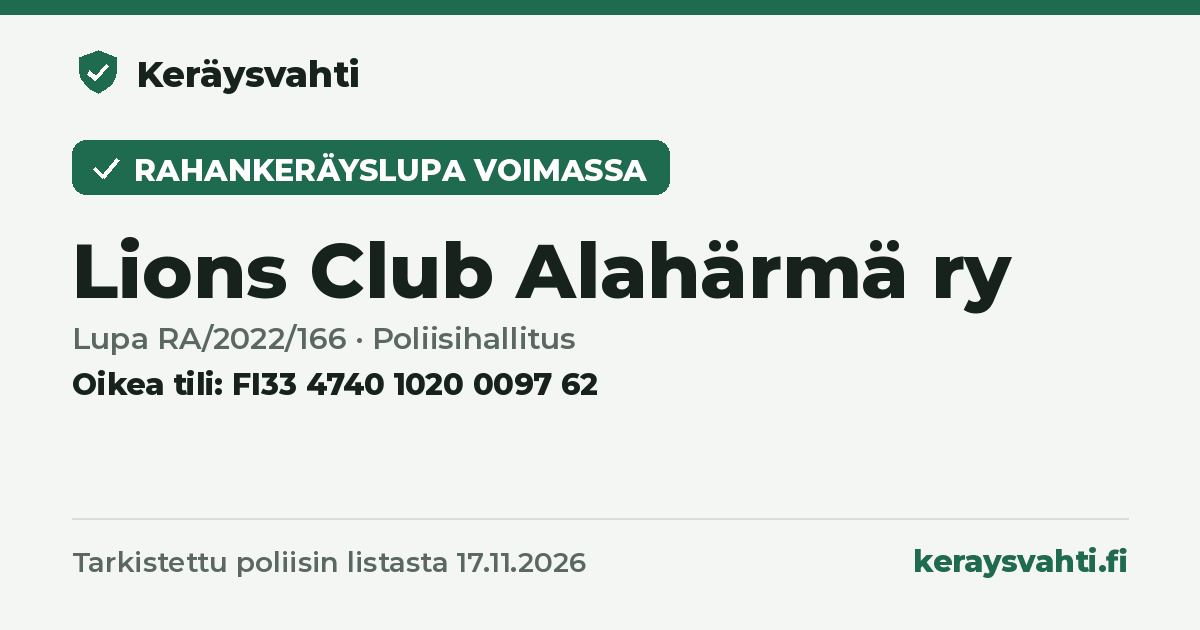 Keräysvahti
RAHANKERÄYSLUPA VOIMASSA
Lions Club Alahärmä ry
Lupa RA/2022/166 · Poliisihallitus
Oikea tili: FI33 4740 1020 0097 62
Tarkistettu poliisin listasta 17.11.2026
keraysvahti.fi